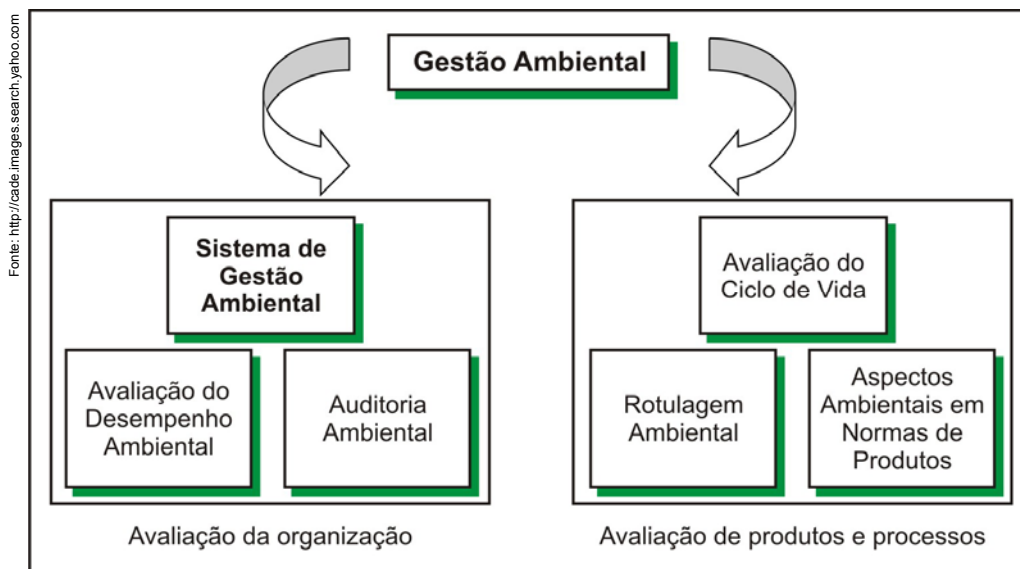 Fonte: http://cade.images.search.yahoo.com
Gestão Ambiental
Sistema de
Gestão
Ambiental
Avaliação do
Desempenho
Ambiental
Auditoria
Ambiental
Avaliação da organização
Avaliação do
Ciclo de Vida
Rotulagem
Ambiental
Aspectos
Ambientais em
Normas de
Produtos
Avaliação de produtos e processos